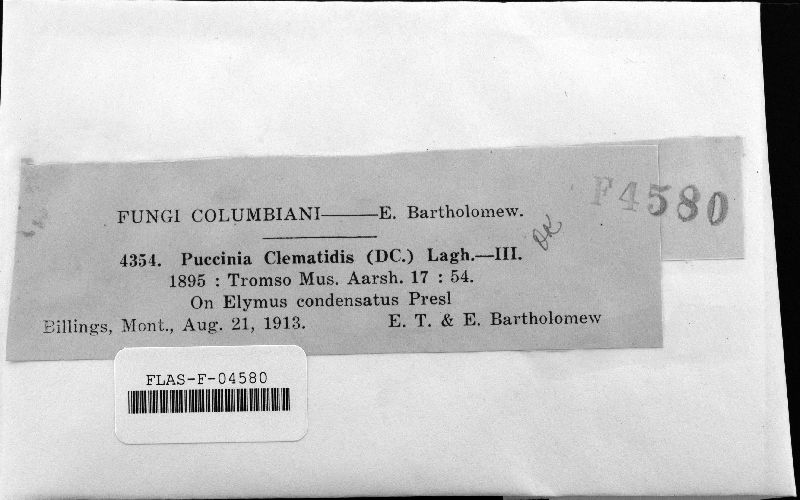 FUNGI COLUMBIANI——E. Bartholomew.
F4580
OK
4354. Puccinia Clematidis (DC.) Lagh.—III.
1895 : Tromso Mus. Aarsh. 17 : 54.
On Elymus condensatus Presl
Billings, Mont., Aug. 21, 1913. E. T. & E. Bartholomew
FLAS-F-04580